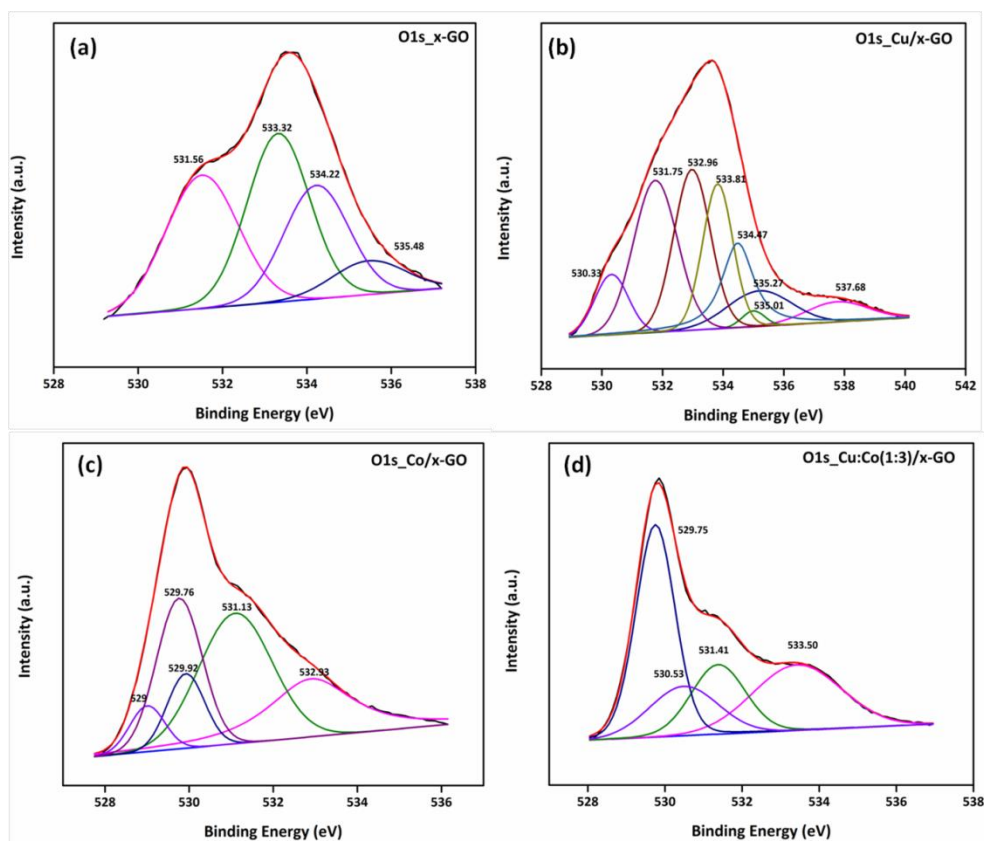 (a)
O1s_x-GO
531.56
533.32
534.22
535.48
Intensity (a.u.)
528 530 532 534 536 538
Binding Energy (eV)
(b)
O1s_Cu/x-GO
530.33
531.75
532.96
533.81
534.47
535.27
535.01
537.68
Intensity (a.u.)
528 530 532 534 536 538 540 542
Binding Energy (eV)
(c)
O1s_Co/x-GO
529
529.76
529.92
531.13
532.93
Intensity (a.u.)
528 530 532 534 536
Binding Energy (eV)
(d)
O1s_Cu:Co(1:3)/x-GO
529.75
530.53
531.41
533.50
Intensity (a.u.)
528 530 532 534 536 538
Binding Energy (eV)